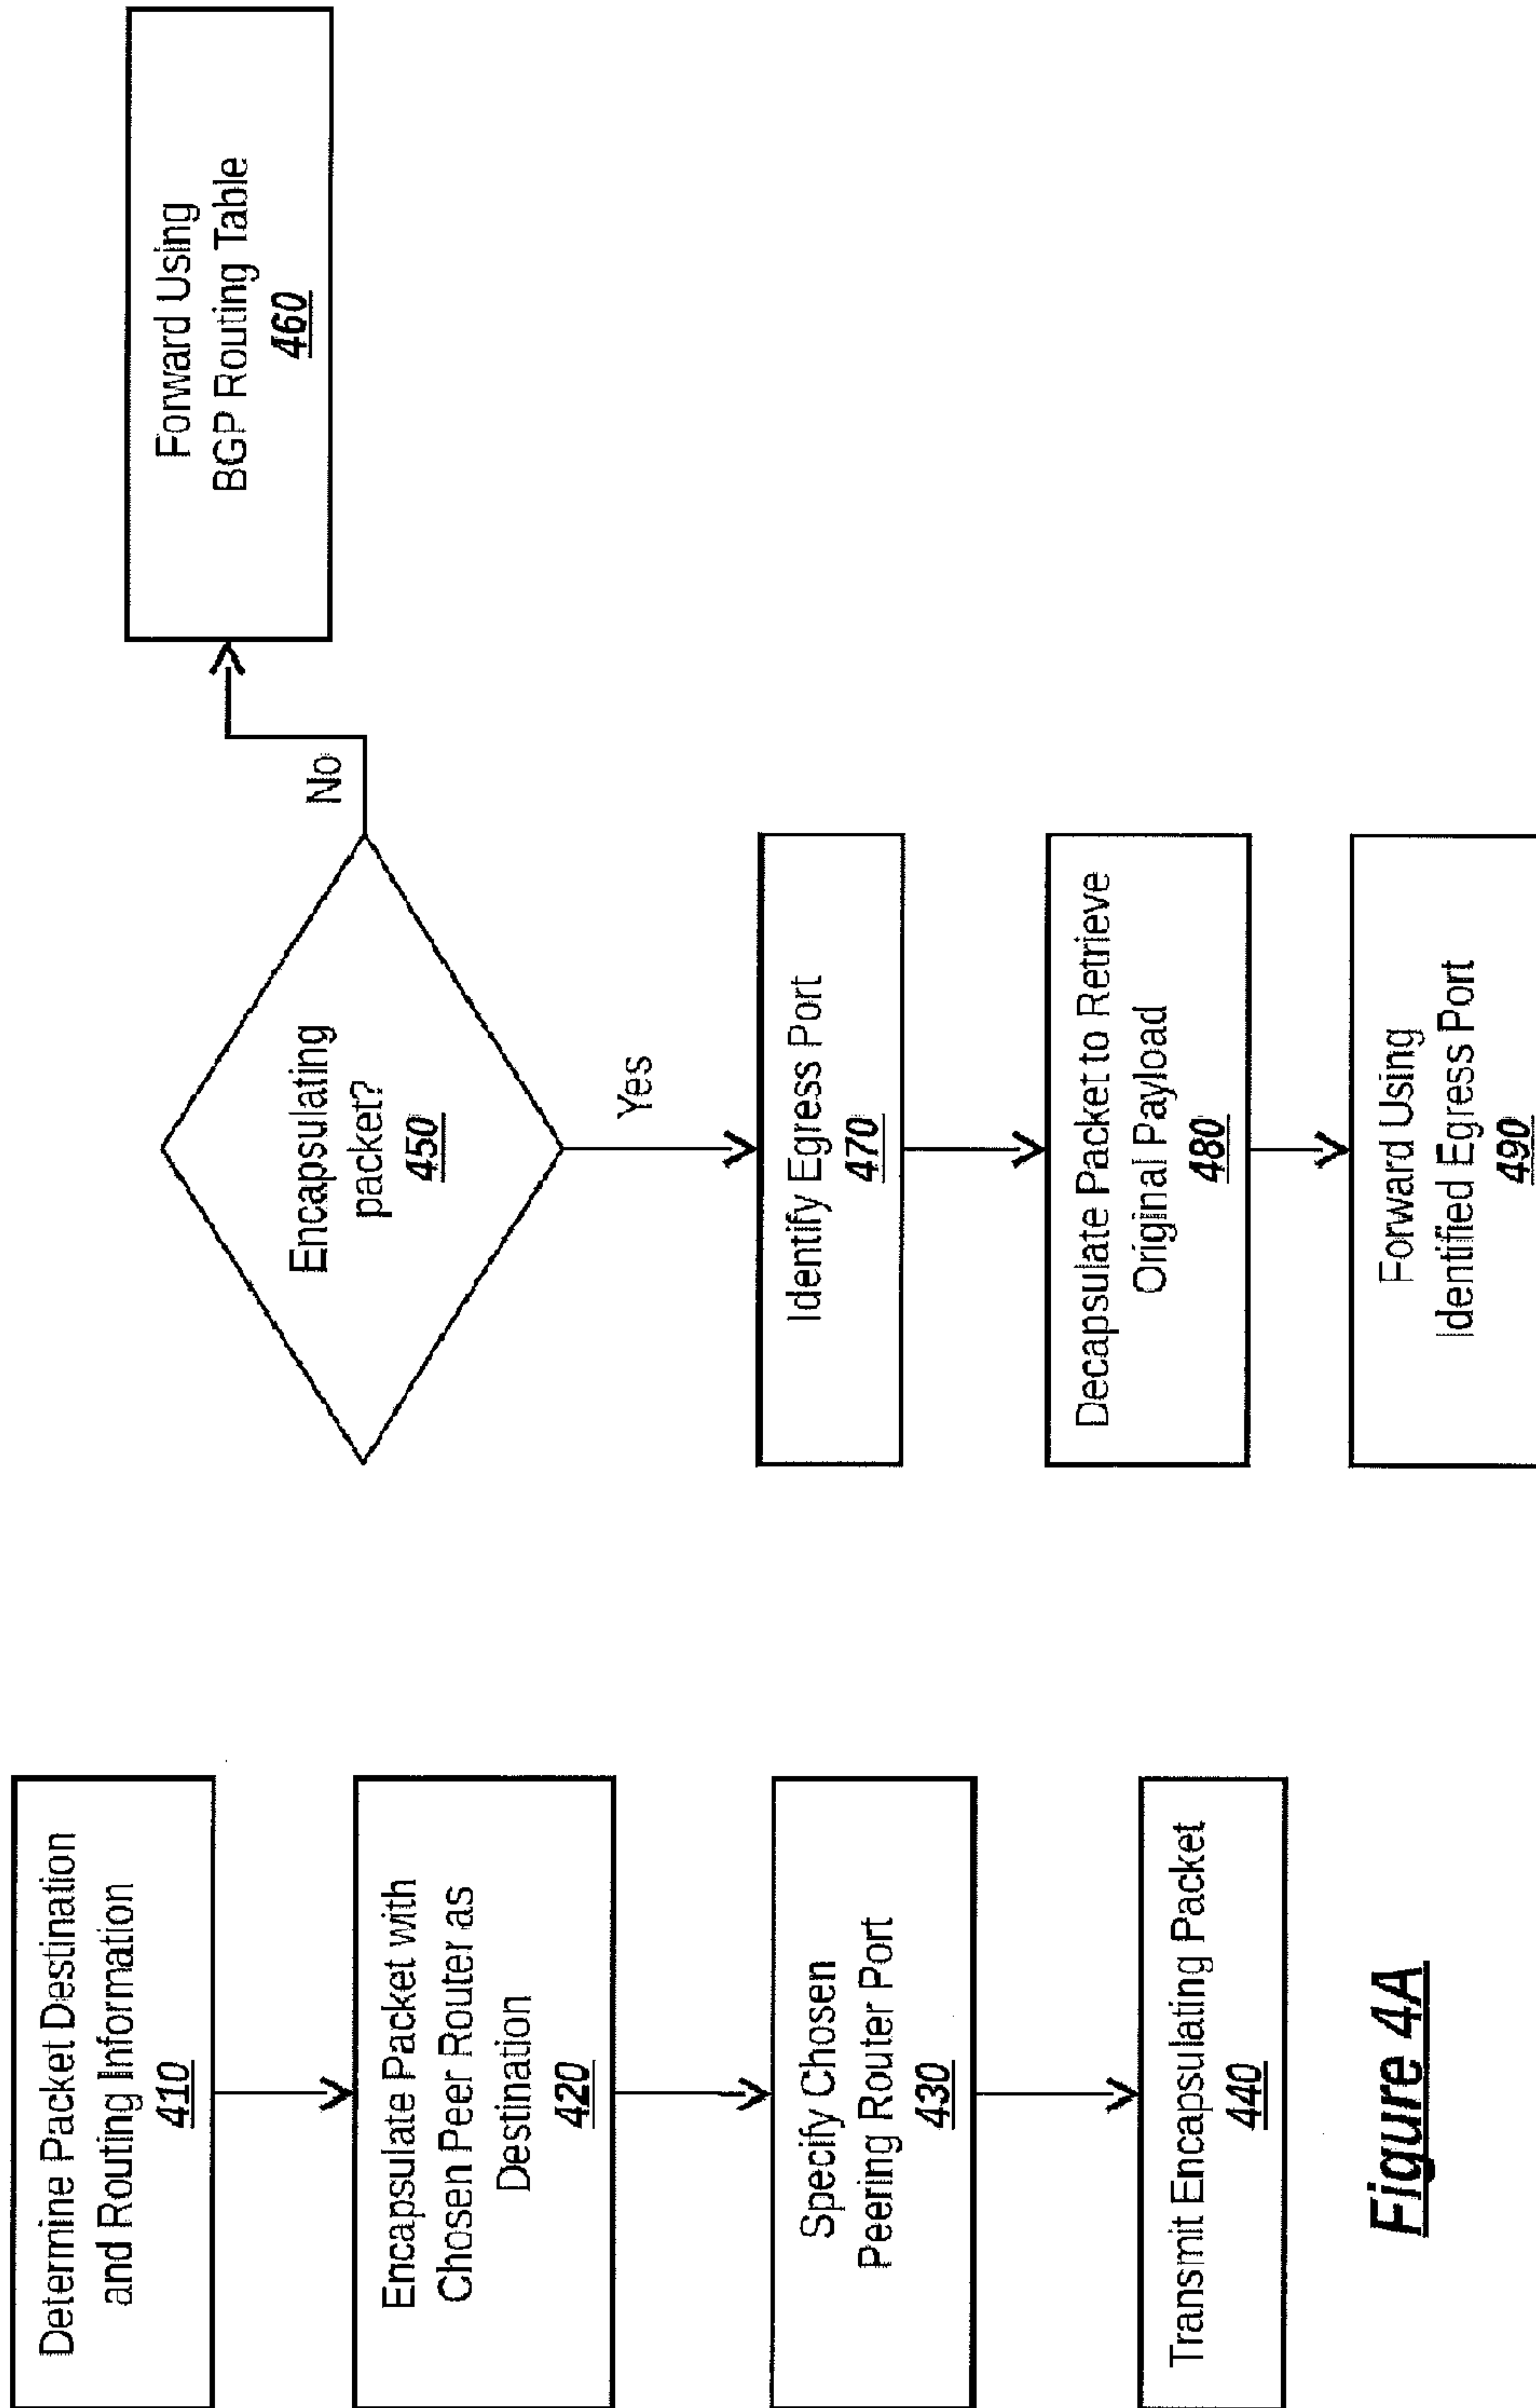 Determine Packet Destination
and Routing Information
410
Encapsulate Packet with
Chosen Peer Router as
Destination
420
Specify Chosen
Peering Router Port
430
Transmit Encapsulating Packet
440
Figure 4A
Encapsulating
packet?
450
No
Forward Using
BGP Routing Table
460
Yes
Identify Egress Port
470
Decapsulate Packet to Retrieve
Original Payload
480
Forward Using
Identified Egress Port
490